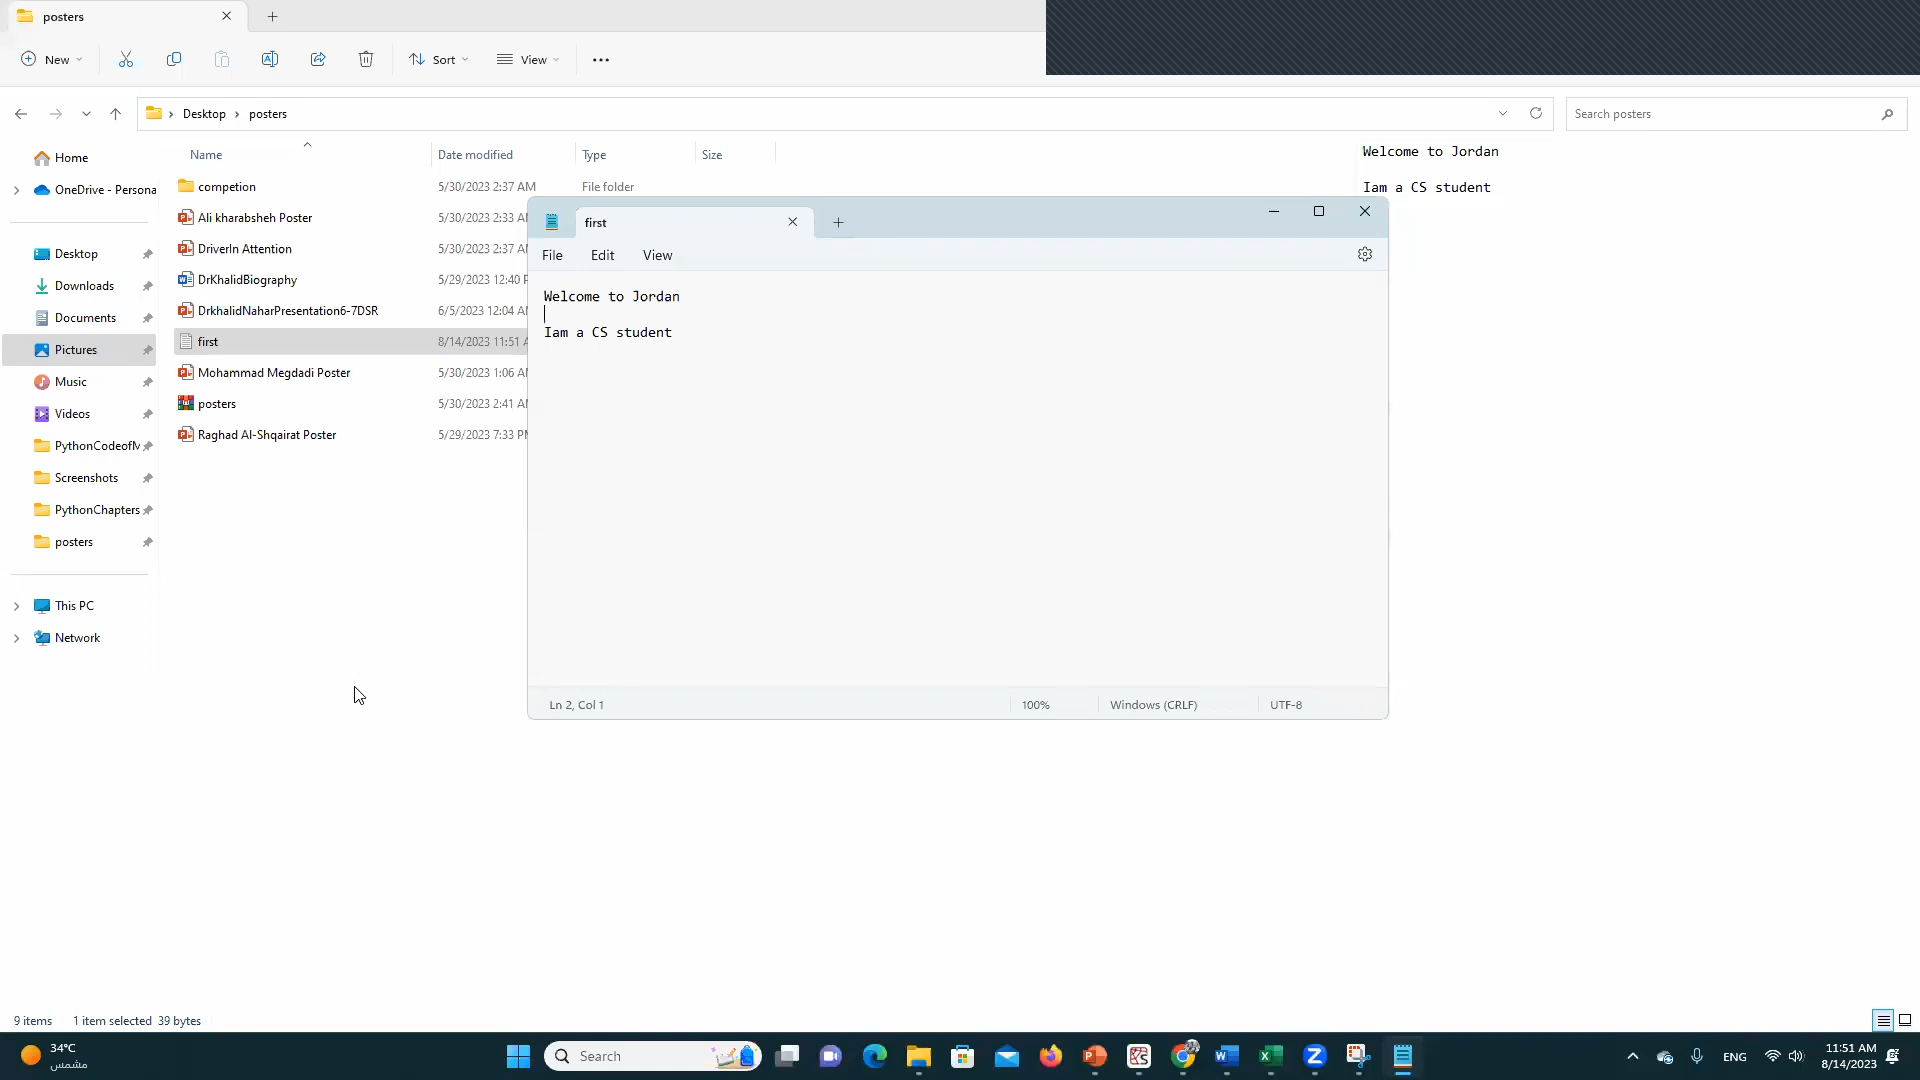 posters
New
Sort
View
Desktop
posters
Search posters
Home
OneDrive - Persona
Desktop
Downloads
Documents
Pictures
Music
Videos
PythonCodeofM
Screenshots
PythonChapters
posters
This PC
Network
Name Date modified Type Size
competion 5/30/2023 2:37 AM File folder
Ali kharabsheh Poster 5/30/2023 2:33 AM
DriverIn Attention 5/30/2023 2:37 AM
DrKhalidBiography 5/29/2023 12:40 P
DrkhalidNaharPresentation6-7DSR 6/5/2023 12:04 AM
first 8/14/2023 11:51 A
Mohammad Megdadi Poster 5/30/2023 1:06 AM
posters 5/30/2023 2:41 AM
Raghad Al-Shqairat Poster 5/29/2023 7:33 PM
Welcome to Jordan
Iam a CS student
first
File Edit View
Welcome to Jordan
Iam a CS student
Ln 2, Col 1 100% Windows (CRLF) UTF-8
9 items 1 item selected 39 bytes
34°C
مشمس
Search
ENG
11:51 AM
8/14/2023